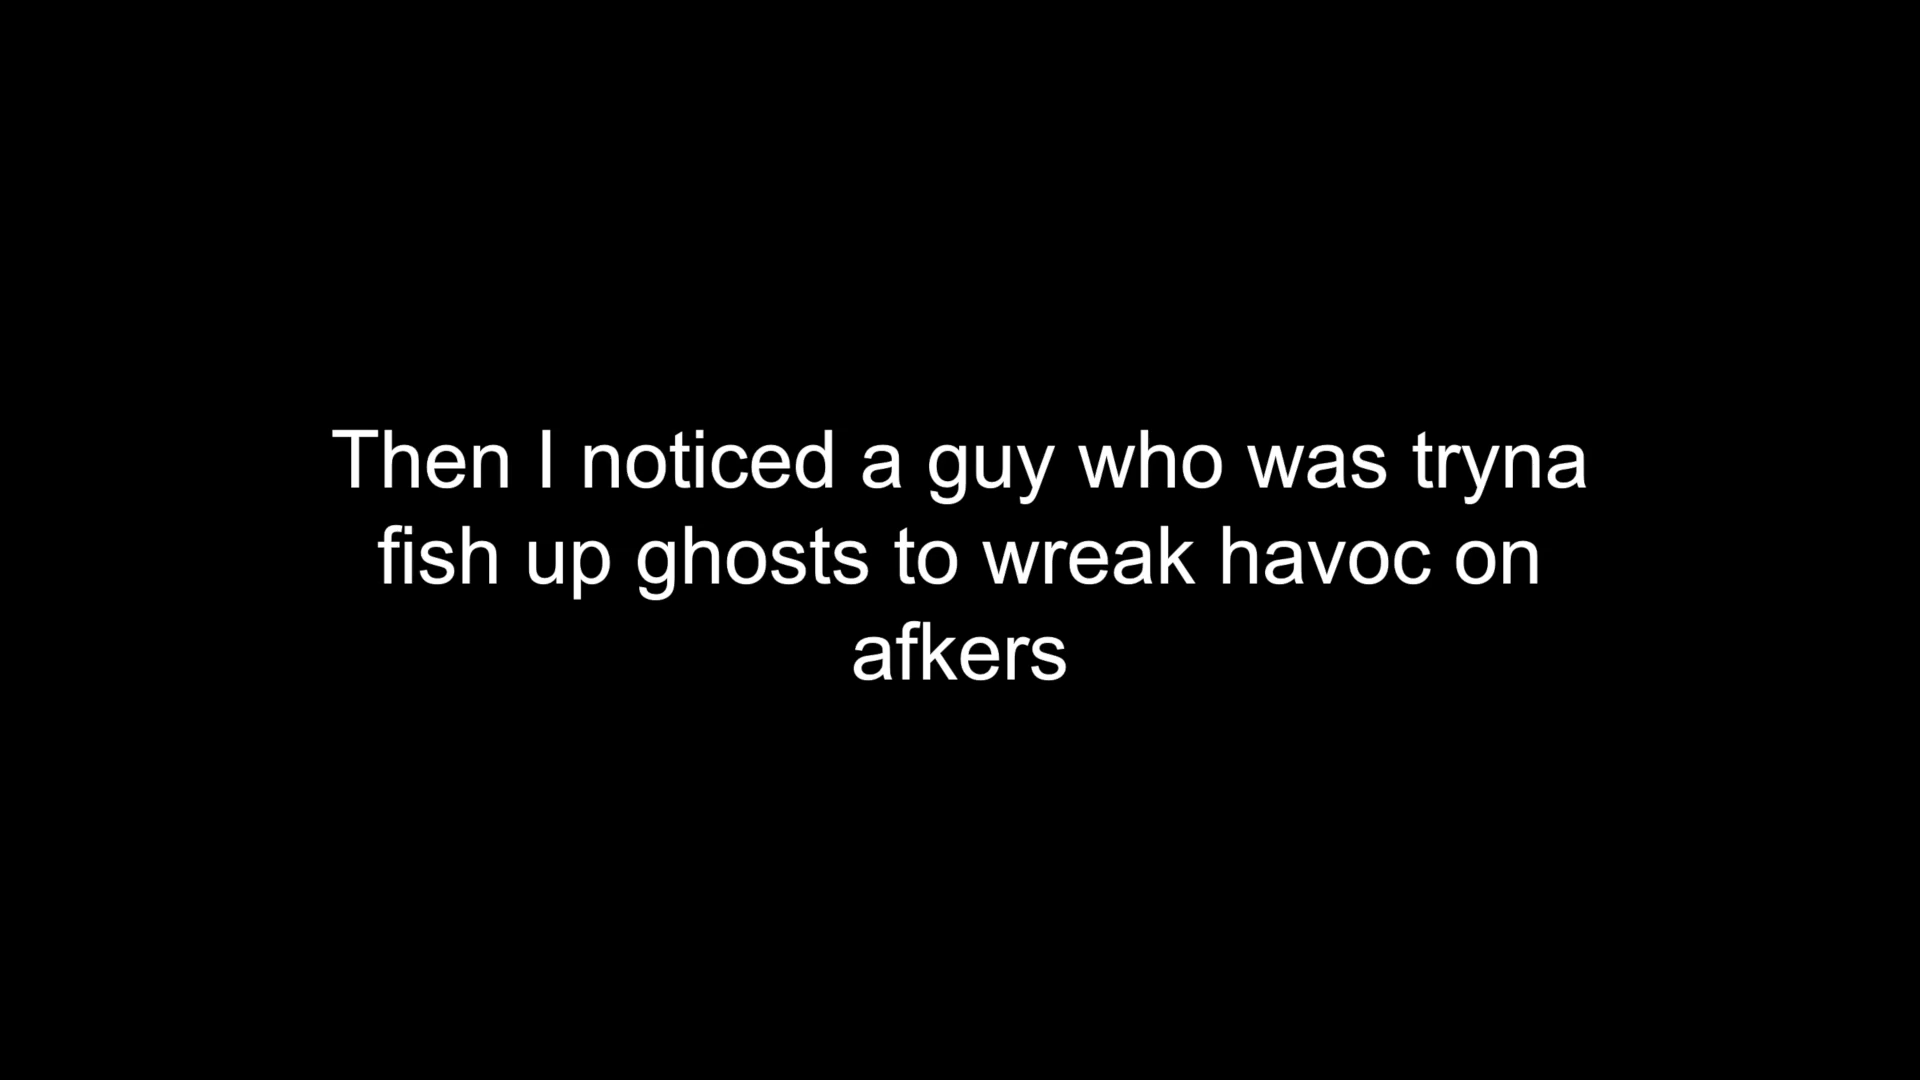 Then I noticed a guy who was tryna
fish up ghosts to wreak havoc on
afkers